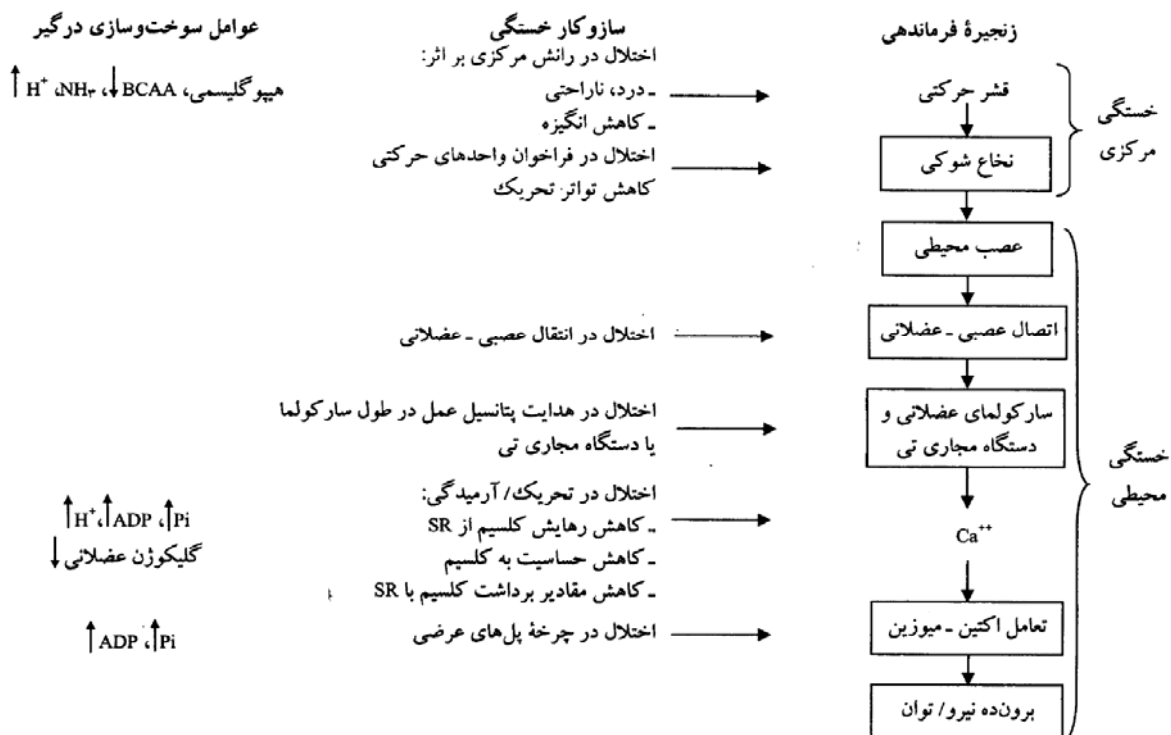 زنجیرهٔ فرماندهی
سازوکار خستگی
عوامل سوخت‌وسازی درگیر
قشر حرکتی
خستگی
مرکزی
نخاع شوکی
اختلال در رانش مرکزی بر اثر:
ـ درد، ناراحتی
ـ کاهش انگیزه
هیپوگلیسمی، ↓BCAA ،NH۳، H⁺ ↑
اختلال در فراخوان واحدهای حرکتی
کاهش تواتر تحریک
عصب محیطی
اتصال عصبی ـ عضلانی
اختلال در انتقال عصبی ـ عضلانی
سارکولمای عضلانی و
دستگاه مجاری تی
اختلال در هدایت پتانسیل عمل در طول سارکولما
یا دستگاه مجاری تی
خستگی
محیطی
Ca⁺⁺
اختلال در تحریک/ آرمیدگی:
ـ کاهش رهایش کلسیم از SR
ـ کاهش حساسیت به کلسیم
ـ کاهش مقادیر برداشت کلسیم با SR
↑H⁺، ↑ADP ، ↑Pi
گلیکوژن عضلانی ↓
تعامل اکتین ـ میوزین
اختلال در چرخهٔ پل‌های عرضی
↑ADP ، ↑Pi
برون‌ده نیرو/ توان